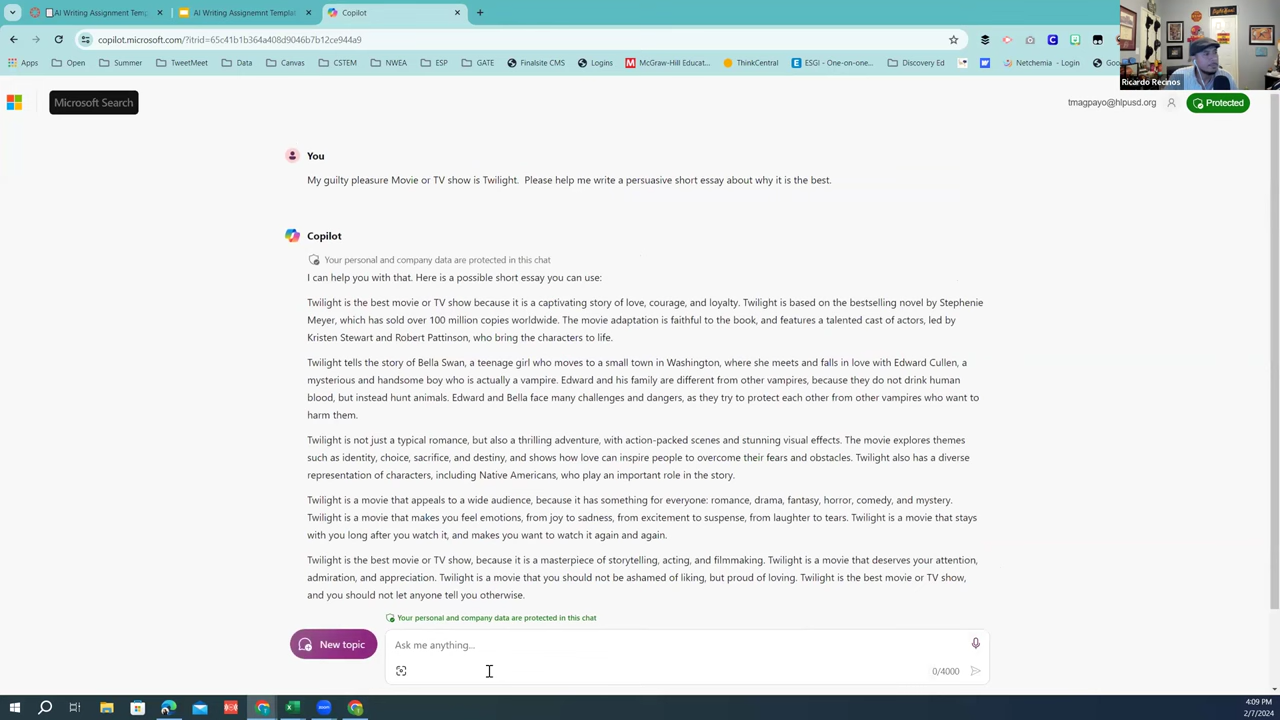 AI Writing Assignment Tem
AI Writing Assignemnt Templat
Copilot
copilot.microsoft.com/?itrid=65c41b1b364a408d9046b7b12ce944a9
Apps
Open
Summer
TweetMeet
Data
Canvas
CSTEM
NWEA
ESP
GATE
Finalsite CMC
Logins
McGraw-Hill Educat...
ThinkCentral
ESGI - One-on-one...
Discovery Ed
Netchemia - Login
Ricardo Recinos
Microsoft Search
tmagpayo@hlpusd.org
Protected
You
My guilty pleasure Movie or TV show is Twilight. Please help me write a persuasive short essay about why it is the best.
Copilot
Your personal and company data are protected in this chat
I can help you with that. Here is a possible short essay you can use:
Twilight is the best movie or TV show because it is a captivating story of love, courage, and loyalty. Twilight is based on the bestselling novel by Stephenie
Meyer, which has sold over 100 million copies worldwide. The movie adaptation is faithful to the book, and features a talented cast of actors, led by
Kristen Stewart and Robert Pattinson, who bring the characters to life.
Twilight tells the story of Bella Swan, a teenage girl who moves to a small town in Washington, where she meets and falls in love with Edward Cullen, a
mysterious and handsome boy who is actually a vampire. Edward and his family are different from other vampires, because they do not drink human
blood, but instead hunt animals. Edward and Bella face many challenges and dangers, as they try to protect each other from other vampires who want to
harm them.
Twilight is not just a typical romance, but also a thrilling adventure, with action-packed scenes and stunning visual effects. The movie explores themes
such as identity, choice, sacrifice, and destiny, and shows how love can inspire people to overcome their fears and obstacles. Twilight also has a diverse
representation of characters, including Native Americans, who play an important role in the story.
Twilight is a movie that appeals to a wide audience, because it has something for everyone: romance, drama, fantasy, horror, comedy, and mystery.
Twilight is a movie that makes you feel emotions, from joy to sadness, from excitement to suspense, from laughter to tears. Twilight is a movie that stays
with you long after you watch it, and makes you want to watch it again and again.
Twilight is the best movie or TV show, because it is a masterpiece of storytelling, acting, and filmmaking. Twilight is a movie that deserves your attention,
admiration, and appreciation. Twilight is a movie that you should not be ashamed of liking, but proud of loving. Twilight is the best movie or TV show,
and you should not let anyone tell you otherwise.
Your personal and company data are protected in this chat
New topic
Ask me anything...
0/4000
4:09 PM
2/7/2024